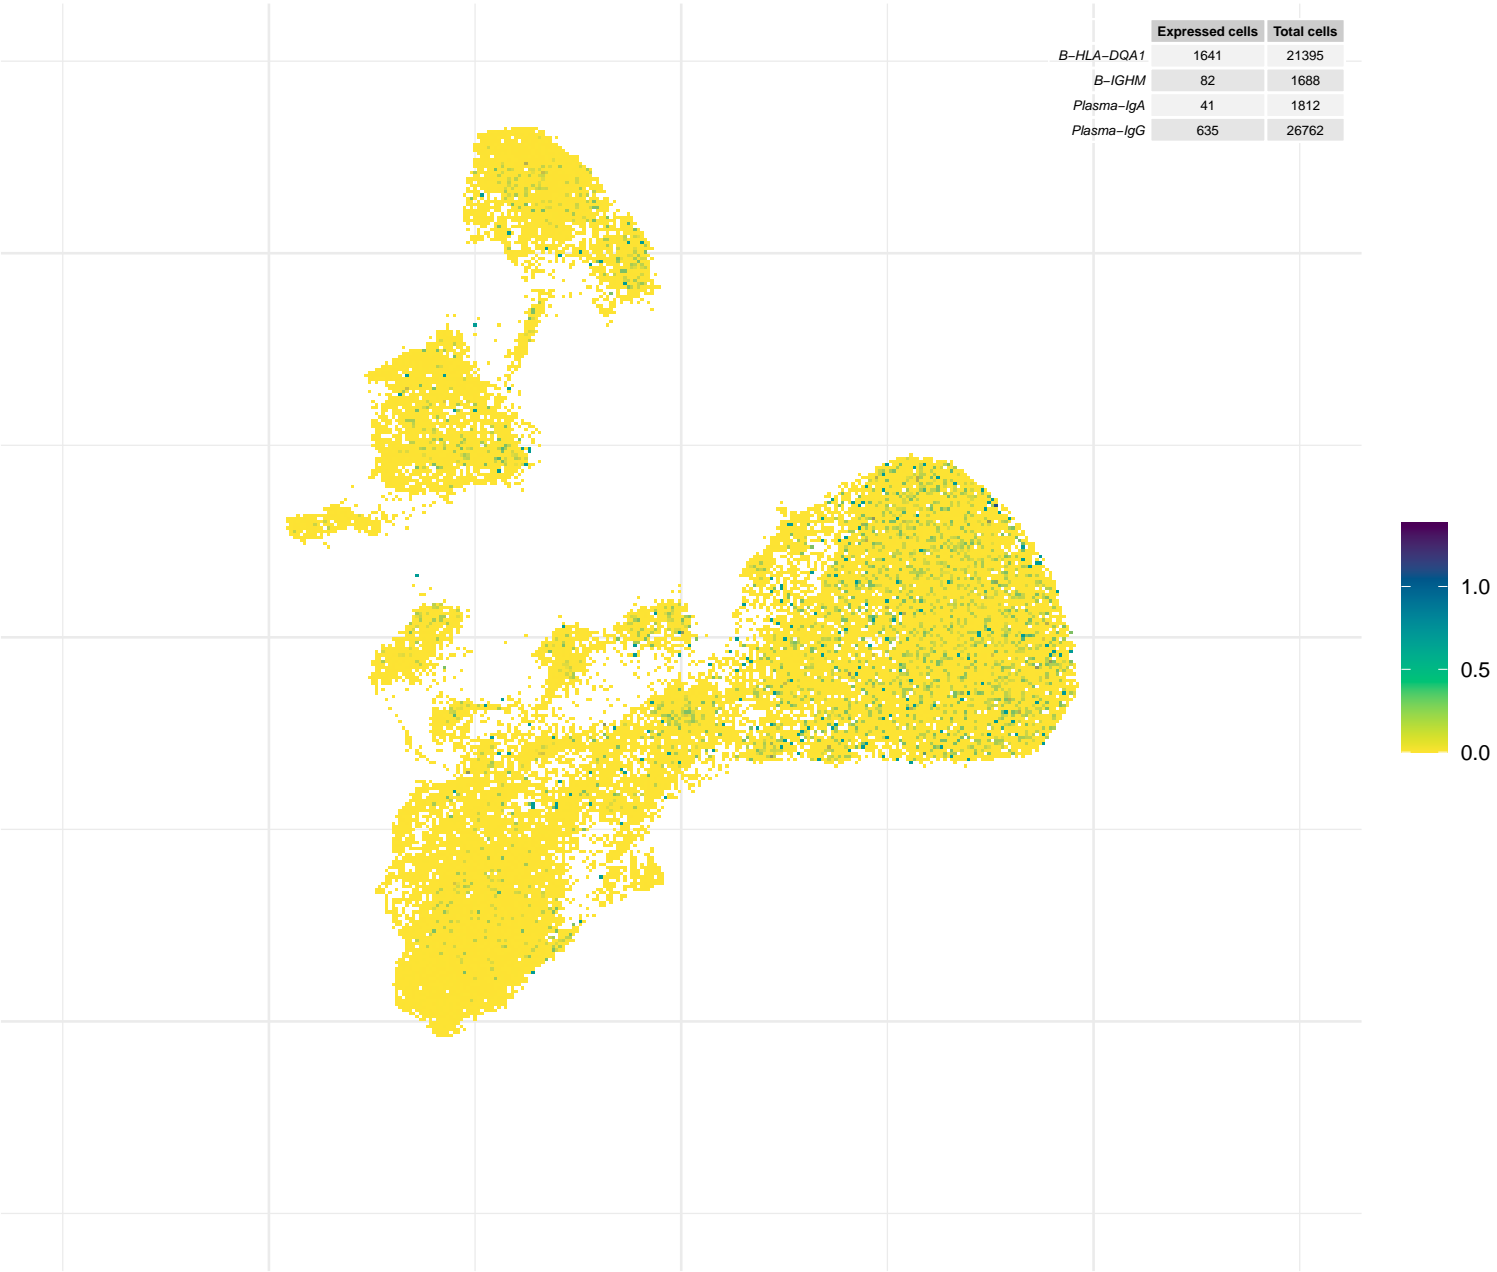 Expressed cells Total cells
B−HLA−DQA1 1641 21395
B−IGHM 82 1688
Plasma−IgA 41 1812
Plasma−IgG 635 26762
1.0
0.5
0.0